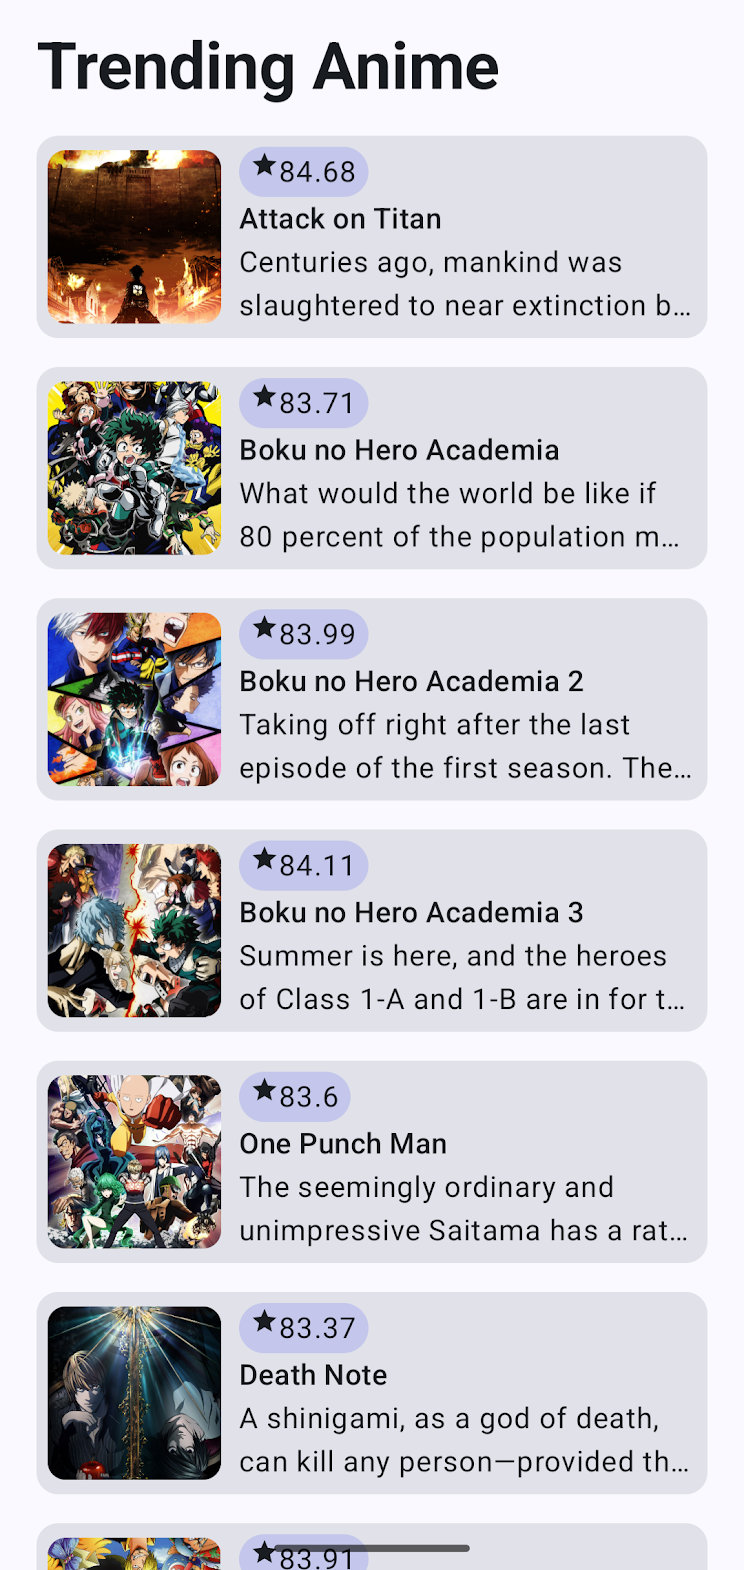 Trending Anime
★84.68
Attack on Titan
Centuries ago, mankind was
slaughtered to near extinction b...
★83.71
Boku no Hero Academia
What would the world be like if
80 percent of the population m...
★83.99
Boku no Hero Academia 2
Taking off right after the last
episode of the first season. The...
★84.11
Boku no Hero Academia 3
Summer is here, and the heroes
of Class 1-A and 1-B are in for t...
★83.6
One Punch Man
The seemingly ordinary and
unimpressive Saitama has a rat...
★83.37
Death Note
A shinigami, as a god of death,
can kill any person—provided th...
★83.91